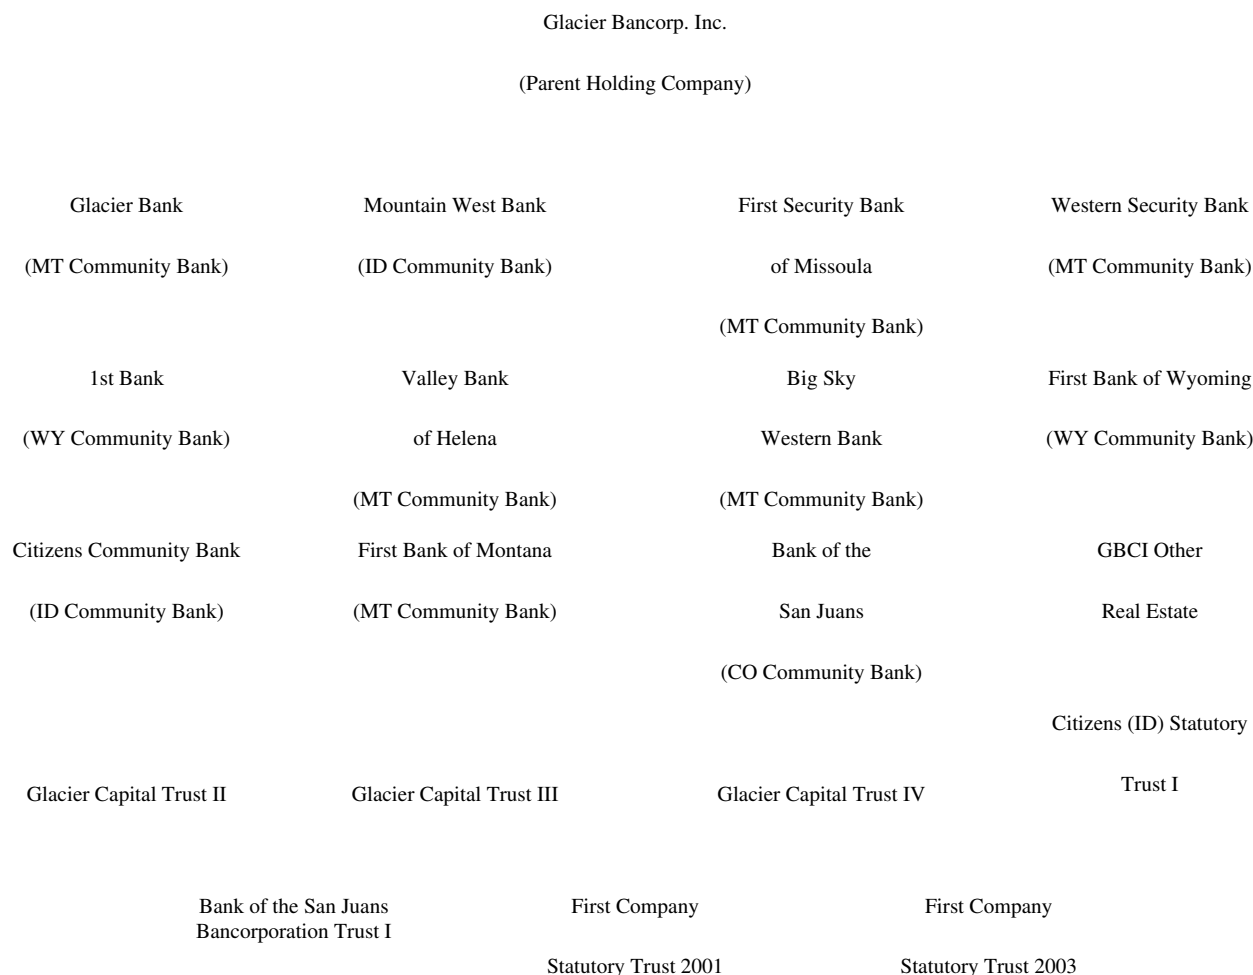 Glacier Bancorp. Inc.
(Parent Holding Company)
Glacier Bank
(MT Community Bank)
Mountain West Bank
(ID Community Bank)
First Security Bank
of Missoula
(MT Community Bank)
Western Security Bank
(MT Community Bank)
1st Bank
(WY Community Bank)
Valley Bank
of Helena
(MT Community Bank)
Big Sky
Western Bank
(MT Community Bank)
First Bank of Wyoming
(WY Community Bank)
Citizens Community Bank
(ID Community Bank)
First Bank of Montana
(MT Community Bank)
Bank of the
San Juans
(CO Community Bank)
GBCI Other
Real Estate
Glacier Capital Trust II
Glacier Capital Trust III
Glacier Capital Trust IV
Citizens (ID) Statutory
Trust I
Bank of the San Juans
Bancorporation Trust I
First Company
Statutory Trust 2001
First Company
Statutory Trust 2003